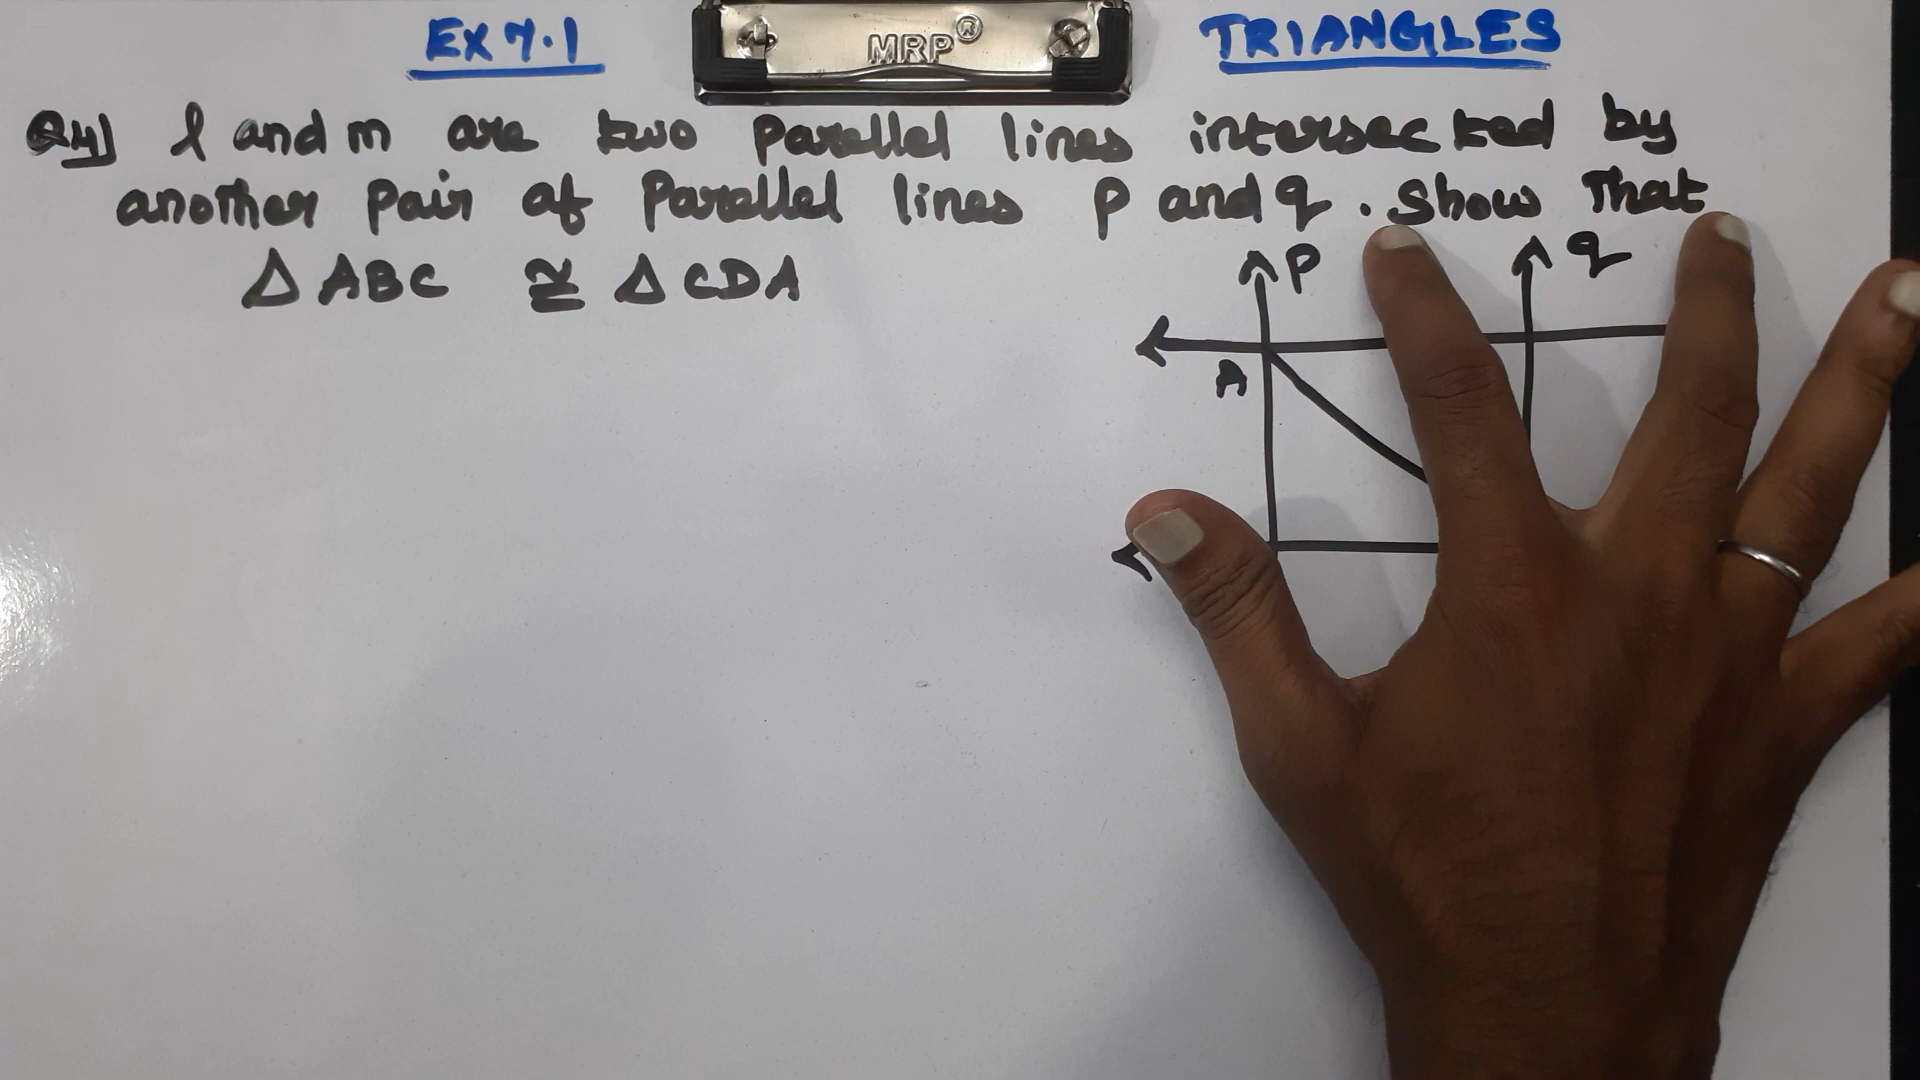 EX 7.1
MRP®
TRIANGLES
Q4) l and m are two parallel lines intersected by
another pair of parallel lines p and q. Show that
Δ ABC ≅ Δ CDA
P
q
A